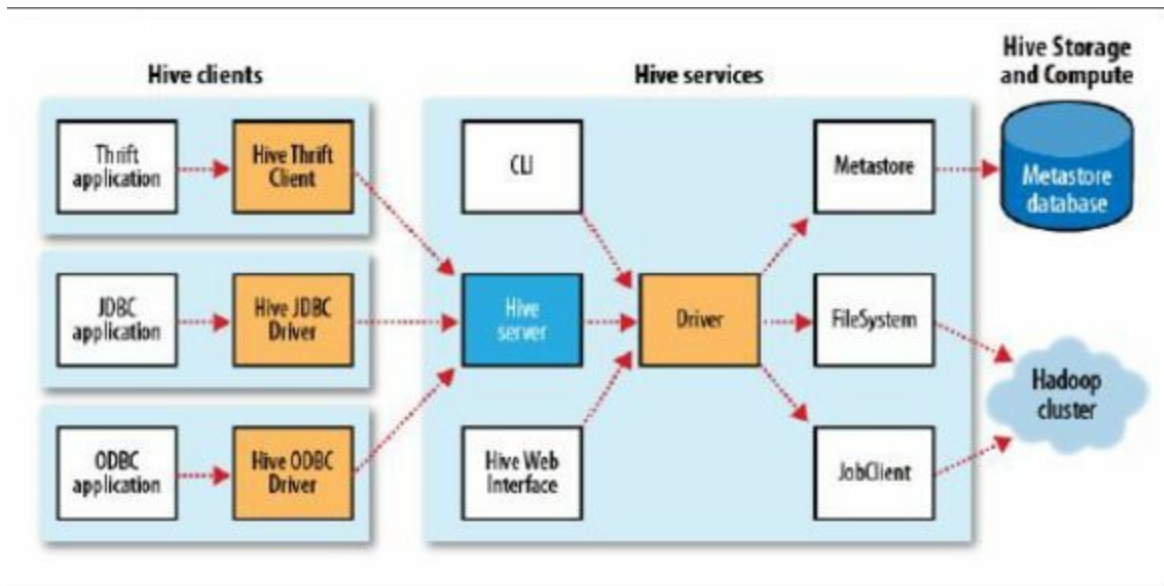 Hive clients
Hive services
Hive Storage
and Compute
Thrift
application
Hive Thrift
Client
CLI
Metastore
Metastore
database
JDBC
application
Hive JDBC
Driver
Hive
server
Driver
FileSystem
Hadoop
cluster
ODBC
application
Hive ODBC
Driver
Hive Web
Interface
JobClient